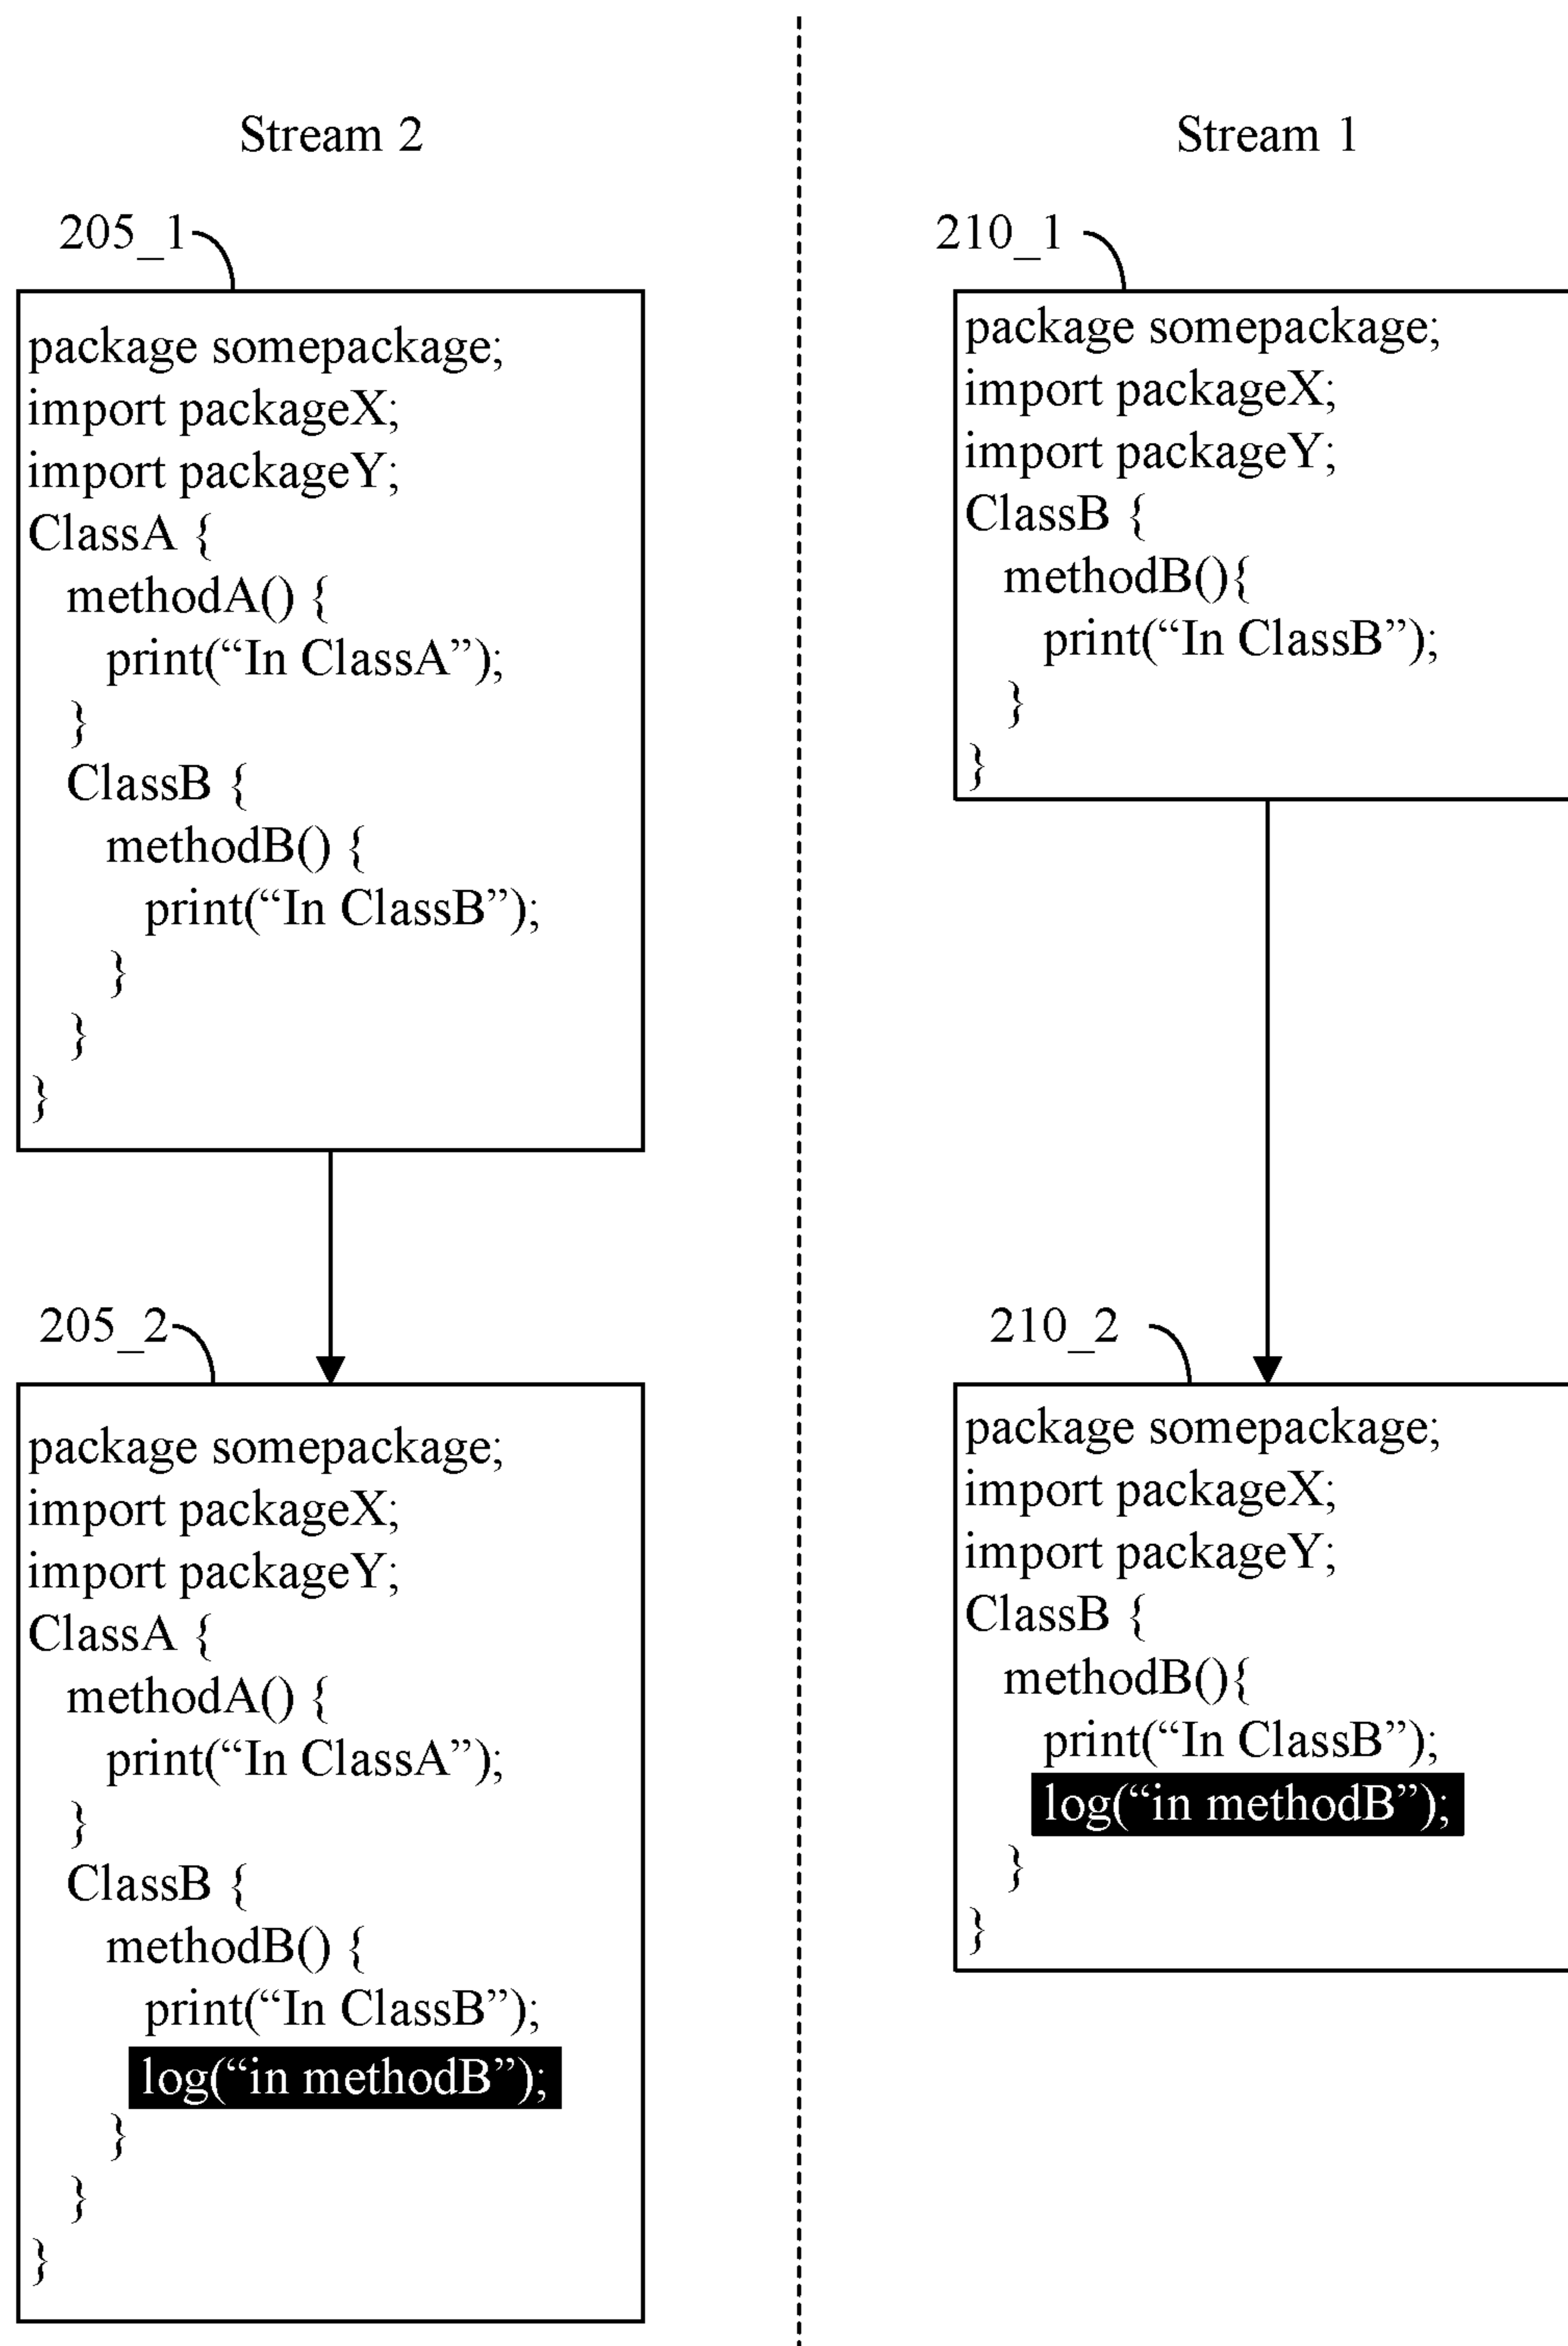 Stream 2
205_1
package somepackage;
import packageX;
import packageY;
ClassA {
methodA() {
print(“In ClassA”);
}
ClassB {
methodB() {
print(“In ClassB”);
}
}
}
205_2
package somepackage;
import packageX;
import packageY;
ClassA {
methodA() {
print(“In ClassA”);
}
ClassB {
methodB() {
print(“In ClassB”);
log(“in methodB”);
}
}
}
Stream 1
210_1
package somepackage;
import packageX;
import packageY;
ClassB {
methodB(){
print(“In ClassB”);
}
}
210_2
package somepackage;
import packageX;
import packageY;
ClassB {
methodB(){
print(“In ClassB”);
log(“in methodB”);
}
}